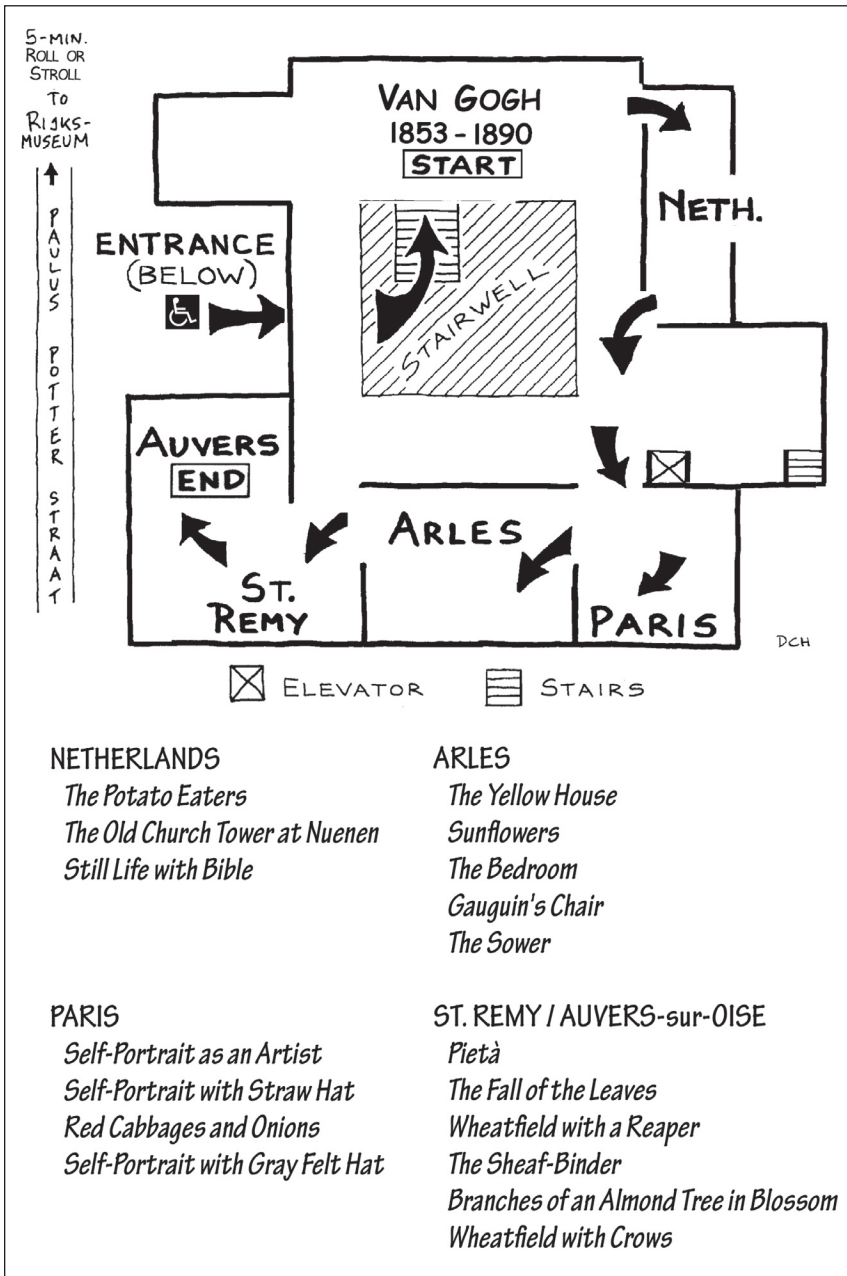 5-MIN.
ROLL OR
STROLL
TO
RIJKS-
MUSEUM
PAULUS POTTER STRAAT
VAN GOGH
1853-1890
START
NETH.
ENTRANCE
(BELOW)
STAIRWELL
AUVERS
END
ARLES
ST.
REMY
PARIS
DCH
ELEVATOR
STAIRS
NETHERLANDS
The Potato Eaters
The Old Church Tower at Nuenen
Still Life with Bible
ARLES
The Yellow House
Sunflowers
The Bedroom
Gauguin's Chair
The Sower
PARIS
Self-Portrait as an Artist
Self-Portrait with Straw Hat
Red Cabbages and Onions
Self-Portrait with Gray Felt Hat
ST. REMY / AUVERS-sur-OISE
Pietà
The Fall of the Leaves
Wheatfield with a Reaper
The Sheaf-Binder
Branches of an Almond Tree in Blossom
Wheatfield with Crows